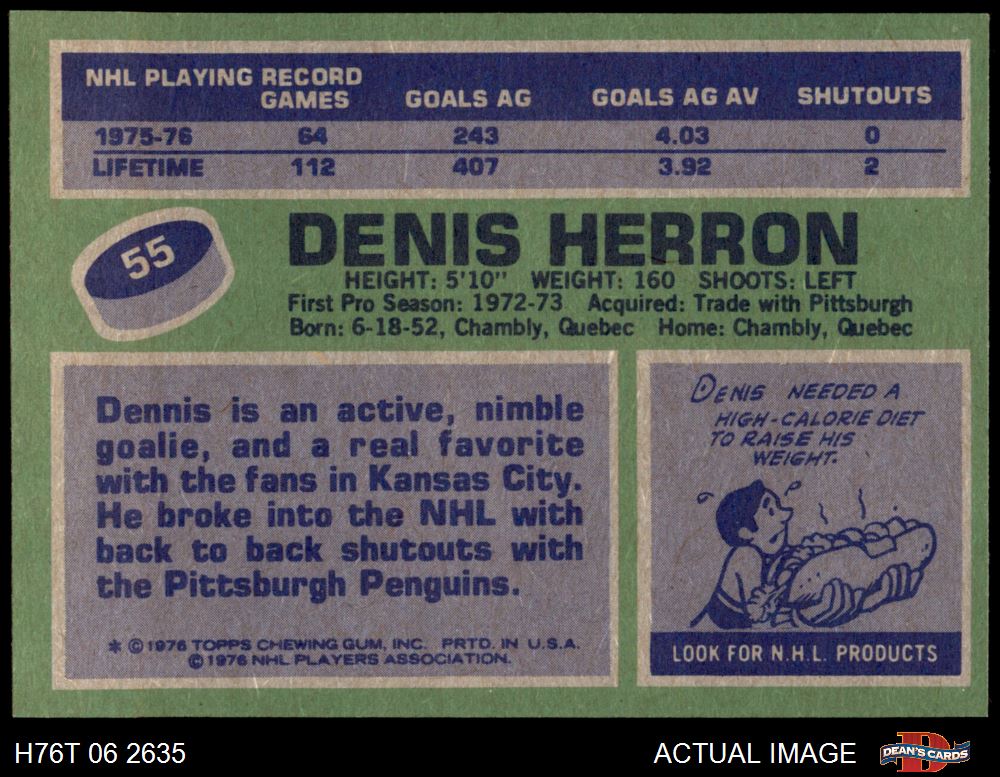 NHL PLAYING RECORD
GAMES GOALS AG GOALS AG AV SHUTOUTS
1975-76 64 243 4.03 0
LIFETIME 112 407 3.92 2
55
DENIS HERRON
HEIGHT: 5'10" WEIGHT: 160 SHOOTS: LEFT
First Pro Season: 1972-73 Acquired: Trade with Pittsburgh
Born: 6-18-52, Chambly, Quebec Home: Chambly, Quebec
Dennis is an active, nimble
goalie, and a real favorite
with the fans in Kansas City.
He broke into the NHL with
back to back shutouts with
the Pittsburgh Penguins.
* © 1976 TOPPS CHEWING GUM, INC. PRTD. IN U.S.A.
© 1976 NHL PLAYERS ASSOCIATION.
DENIS NEEDED A
HIGH-CALORIE DIET
TO RAISE HIS
WEIGHT.
LOOK FOR N.H.L. PRODUCTS
H76T 06 2635 ACTUAL IMAGE
D
DEAN'S CARDS